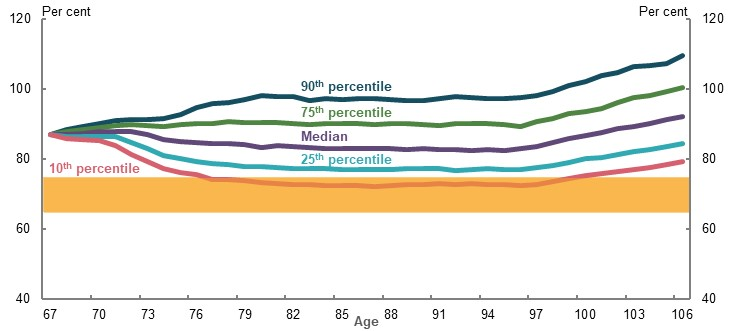 Per cent
Per cent
120
120
100
100
80
80
60
60
40
40
90th percentile
75th percentile
Median
25th percentile
10th percentile
67 70 73 76 79 82 85 88 91 94 97 100 103 106
Age